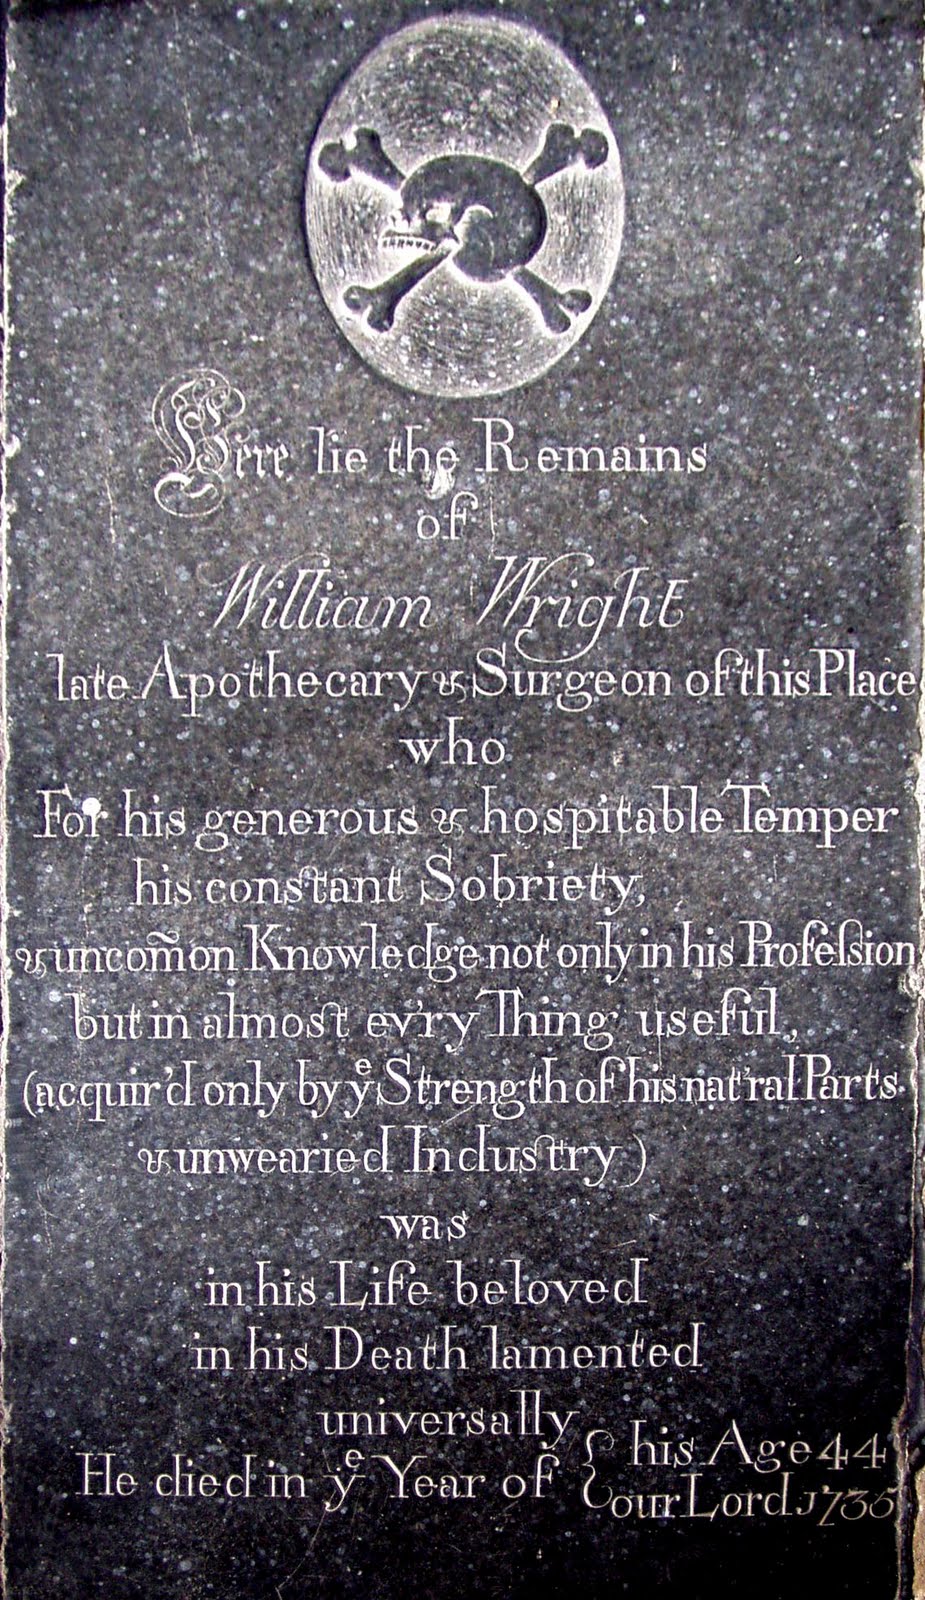 Here lie the Remains
of
William Wright
late Apothecary & Surgeon of this Place
who
For his generous & hospitable Temper
his constant Sobriety,
& uncom̃on Knowledge not only in his Profeſsion
but in almost ev'ry Thing useful,
(acquir'd only by yͤ Strength of his nat'ral Parts
& unwearied Industry)
was
in his Life beloved
in his Death lamented
universally
He died in yͤ Year of { his Age 44
our Lord 1735